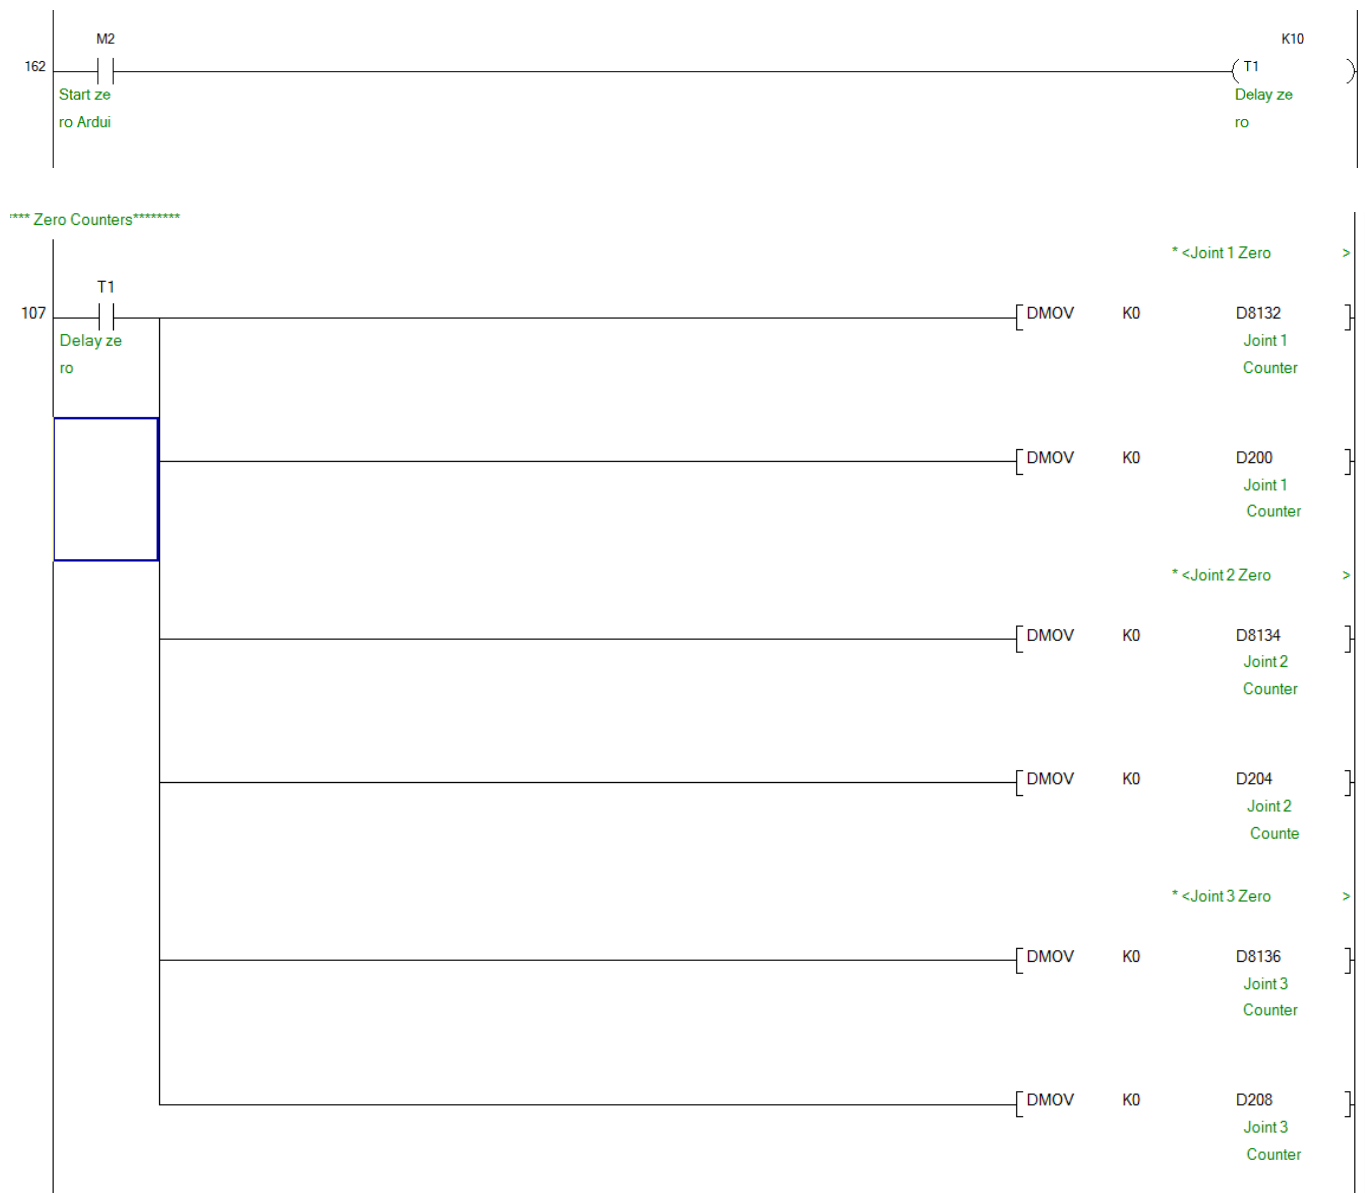 M2 K10
162 T1
Start ze Delay ze
ro Ardui ro
*** Zero Counters********
* <Joint 1 Zero >
T1
107 DMOV K0 D8132
Delay ze Joint 1
ro Counter
DMOV K0 D200
Joint 1
Counter
* <Joint 2 Zero >
DMOV K0 D8134
Joint 2
Counter
DMOV K0 D204
Joint 2
Counte
* <Joint 3 Zero >
DMOV K0 D8136
Joint 3
Counter
DMOV K0 D208
Joint 3
Counter